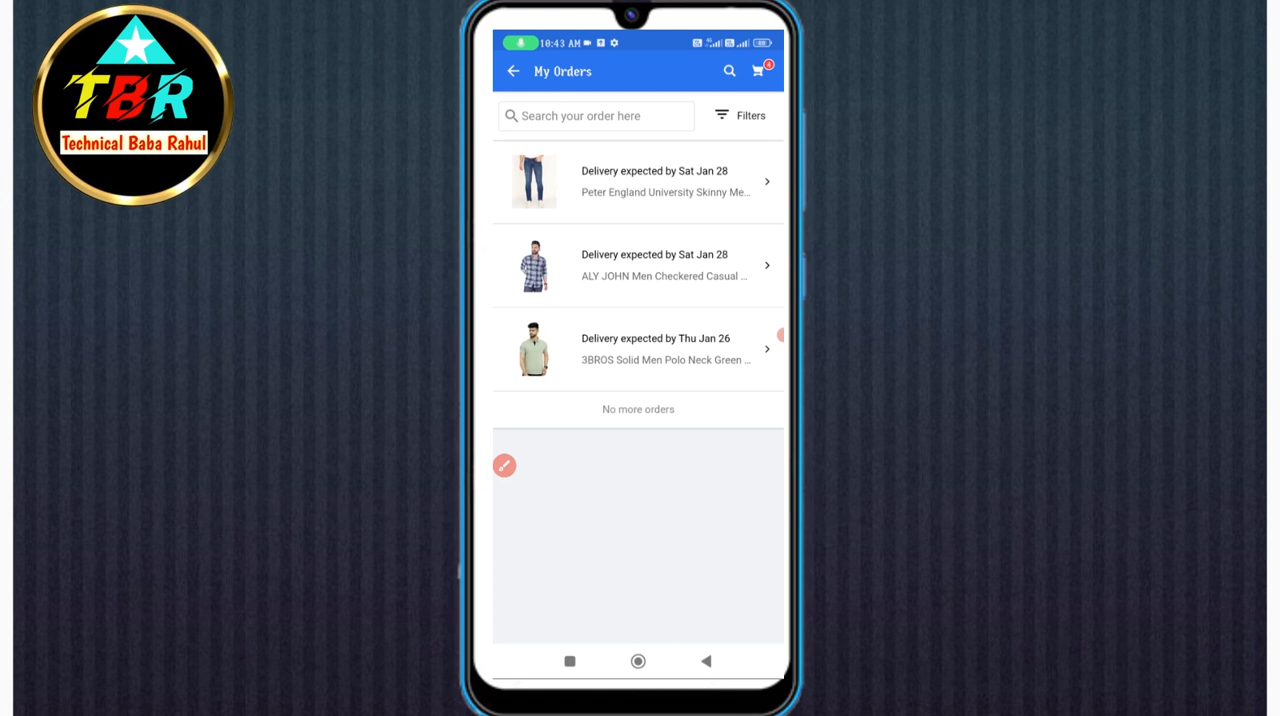 TBR
Technical Baba Rahul
10:43 AM
My Orders
4
Search your order here
Filters
Delivery expected by Sat Jan 28
Peter England University Skinny Me...
Delivery expected by Sat Jan 28
ALY JOHN Men Checkered Casual ...
Delivery expected by Thu Jan 26
3BROS Solid Men Polo Neck Green ...
No more orders